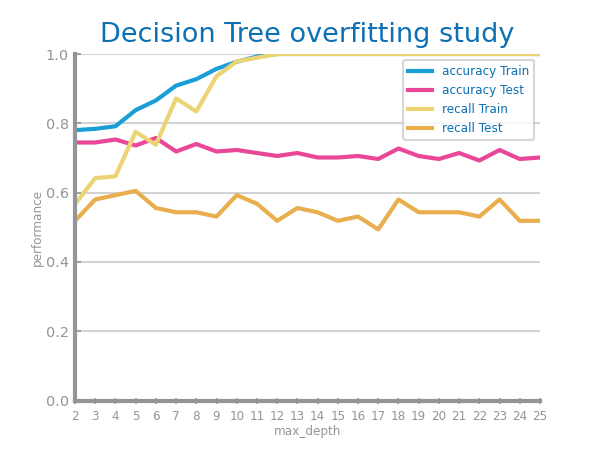 Decision Tree overfitting study
1.0
0.8
0.6
0.4
0.2
0.0
performance
accuracy Train
accuracy Test
recall Train
recall Test
2 3 4 5 6 7 8 9 10 11 12 13 14 15 16 17 18 19 20 21 22 23 24 25
max_depth